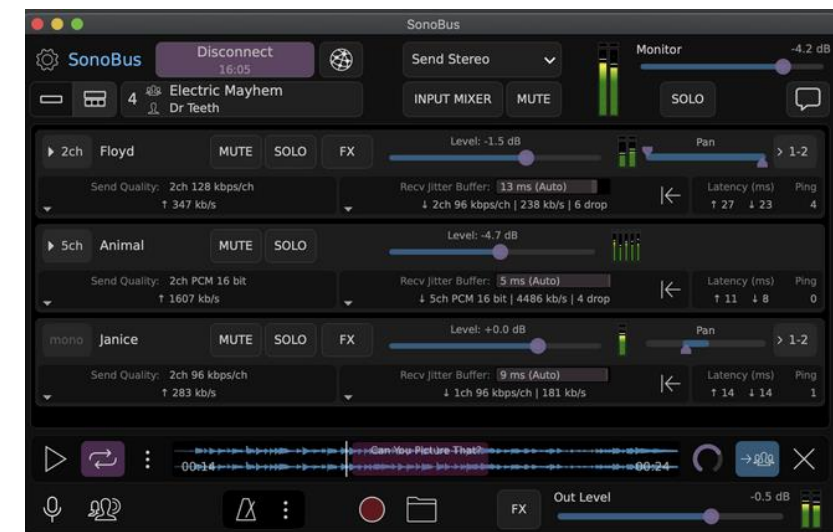 SonoBus
SonoBus
Disconnect
16:05
Send Stereo
Monitor
-4.2 dB
4
Electric Mayhem
Dr Teeth
INPUT MIXER
MUTE
SOLO
2ch Floyd MUTE SOLO FX Level: -1.5 dB Pan > 1-2
Send Quality: 2ch 128 kbps/ch Recv Jitter Buffer: 13 ms (Auto) Latency (ms) Ping
↑ 347 kb/s ↓ 2ch 96 kbps/ch | 238 kb/s | 6 drop ↑ 27 ↓ 23 4
5ch Animal MUTE SOLO Level: -4.7 dB
Send Quality: 2ch PCM 16 bit Recv Jitter Buffer: 5 ms (Auto) Latency (ms) Ping
↑ 1607 kb/s ↓ 5ch PCM 16 bit | 4486 kb/s | 4 drop ↑ 11 ↓ 8 0
mono Janice MUTE SOLO FX Level: +0.0 dB Pan > 1-2
Send Quality: 2ch 96 kbps/ch Recv Jitter Buffer: 9 ms (Auto) Latency (ms) Ping
↑ 283 kb/s ↓ 1ch 96 kbps/ch | 181 kb/s ↑ 14 ↓ 14 1
Can You Picture That?
00:14 00:24
FX Out Level -0.5 dB